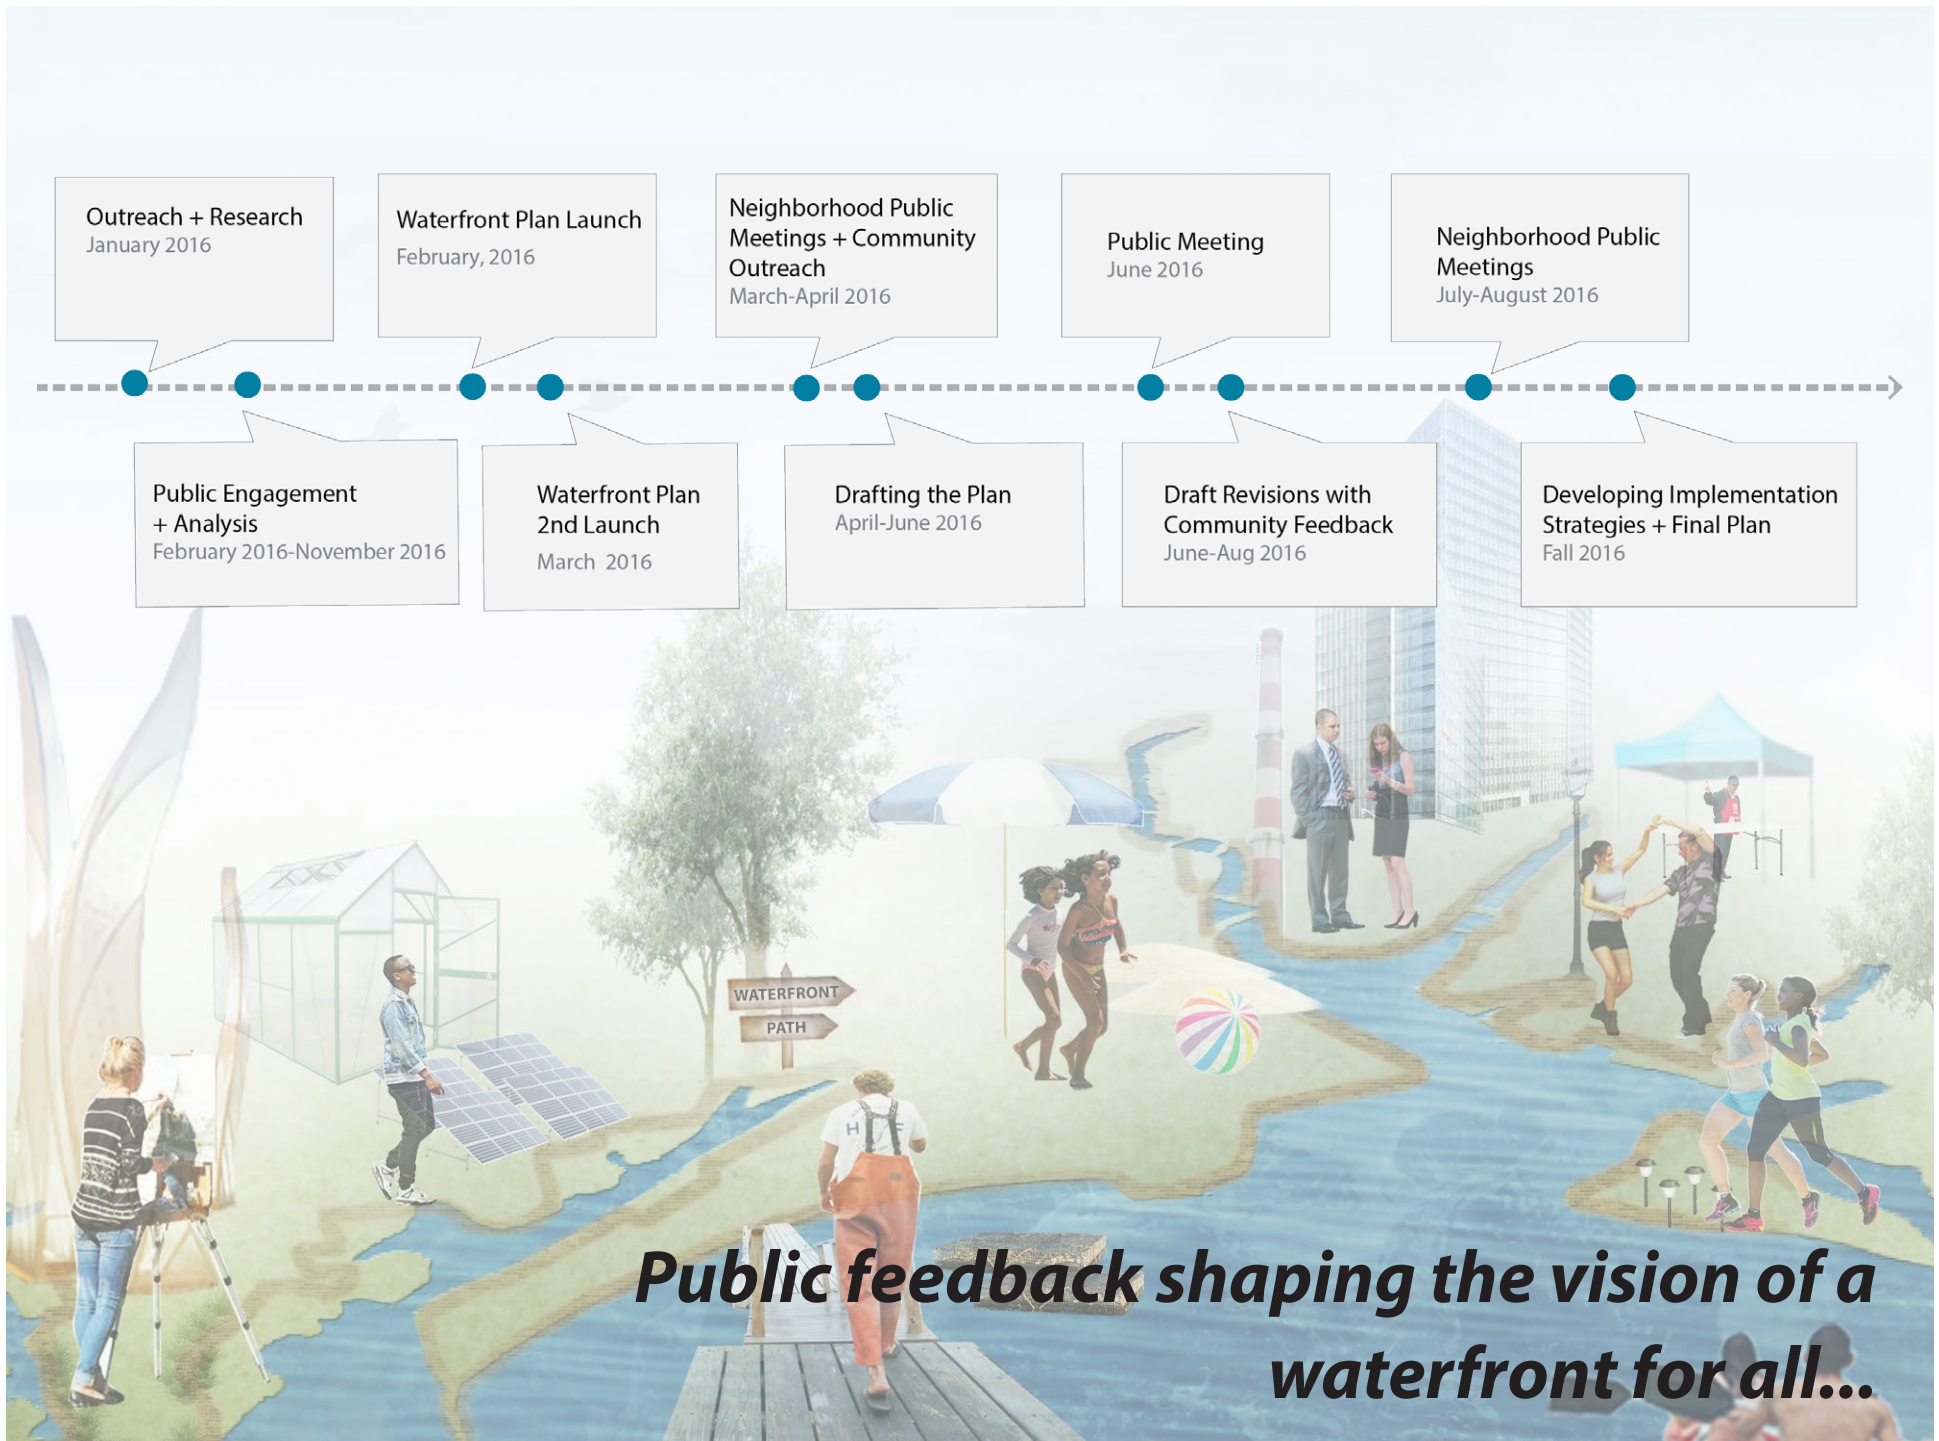 Outreach + Research
January 2016
Waterfront Plan Launch
February, 2016
Neighborhood Public
Meetings + Community
Outreach
March-April 2016
Public Meeting
June 2016
Neighborhood Public
Meetings
July-August 2016
Public Engagement
+ Analysis
February 2016-November 2016
Waterfront Plan
2nd Launch
March 2016
Drafting the Plan
April-June 2016
Draft Revisions with
Community Feedback
June-Aug 2016
Developing Implementation
Strategies + Final Plan
Fall 2016
WATERFRONT
PATH
Public feedback shaping the vision of a
waterfront for all...